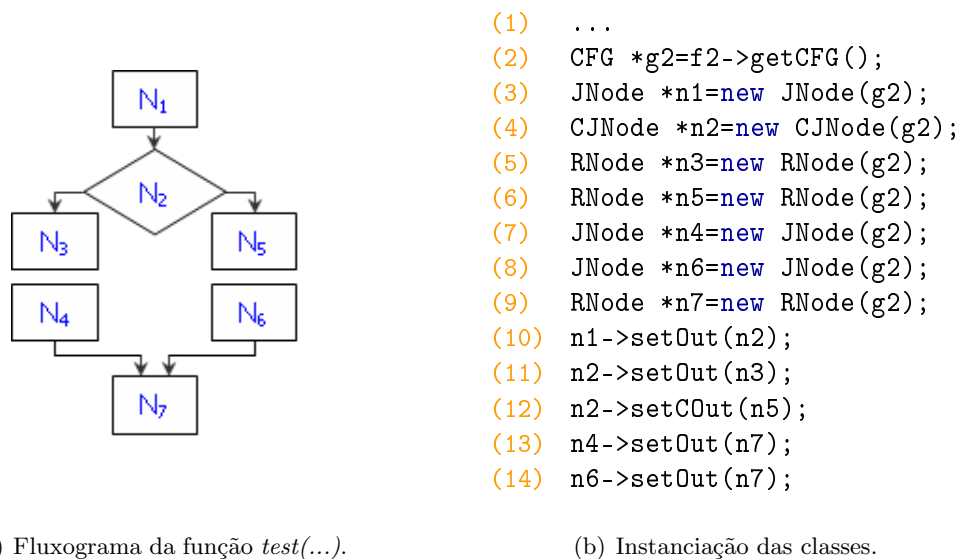 N₁
N₂
N₃
N₅
N₄
N₆
N₇
(1) ...
(2) CFG *g2=f2->getCFG();
(3) JNode *n1=new JNode(g2);
(4) CJNode *n2=new CJNode(g2);
(5) RNode *n3=new RNode(g2);
(6) RNode *n5=new RNode(g2);
(7) JNode *n4=new JNode(g2);
(8) JNode *n6=new JNode(g2);
(9) RNode *n7=new RNode(g2);
(10) n1->setOut(n2);
(11) n2->setOut(n3);
(12) n2->setCOut(n5);
(13) n4->setOut(n7);
(14) n6->setOut(n7);
) Fluxograma da função test(...).
(b) Instanciação das classes.